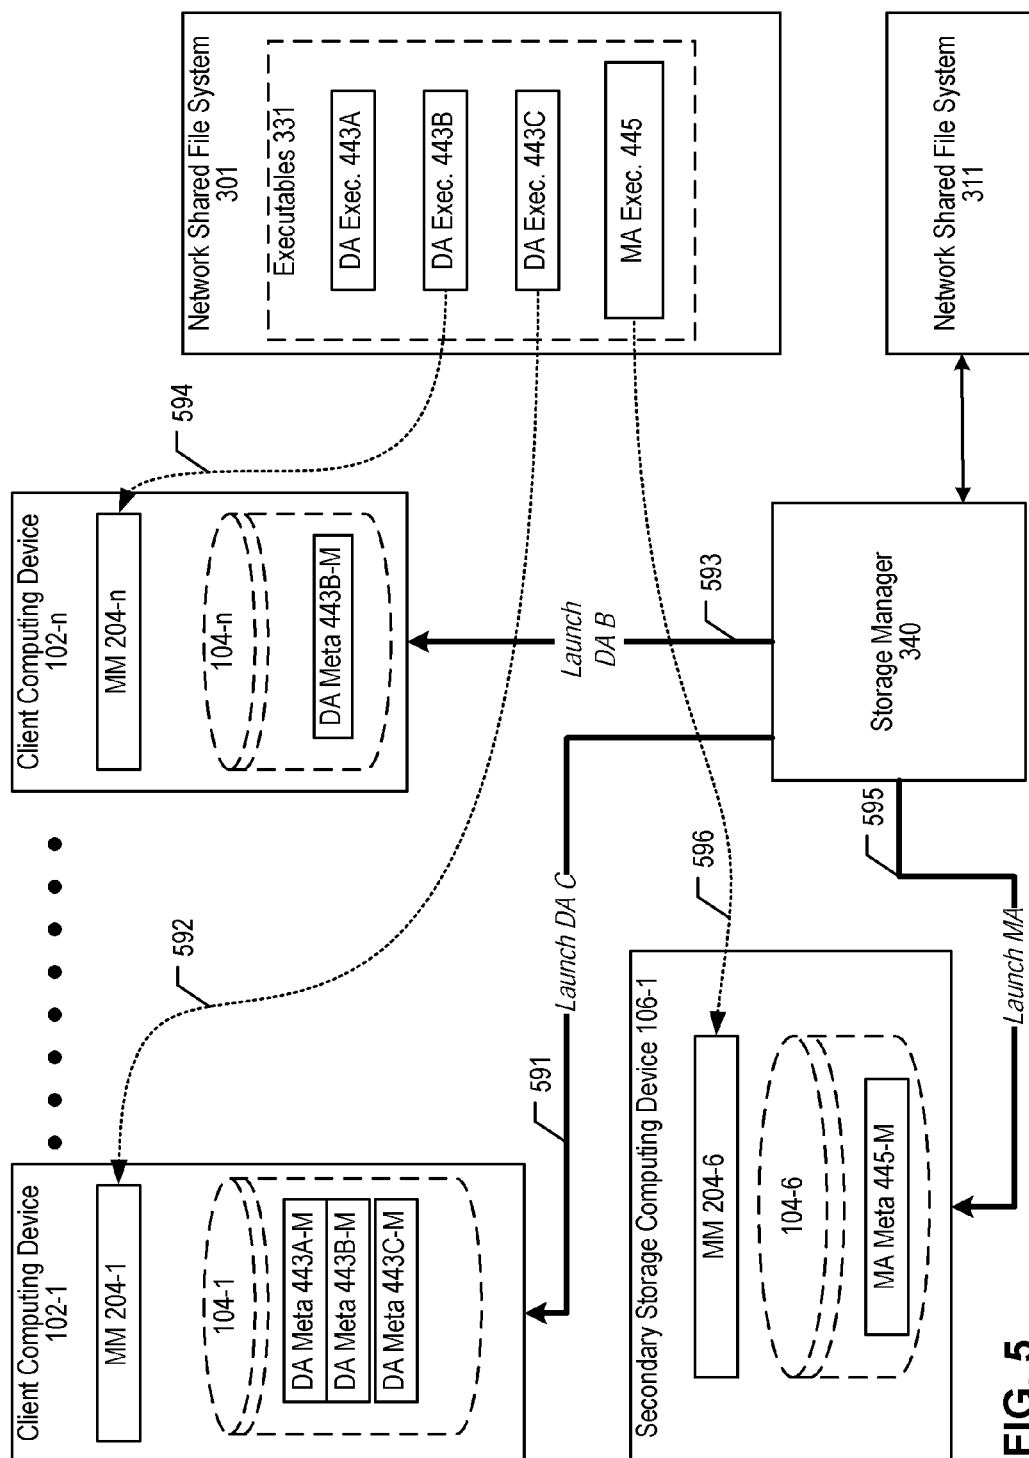 Client Computing Device
102-1
MM 204-1
104-1
DA Meta 443A-M
DA Meta 443B-M
DA Meta 443C-M
Client Computing Device
102-n
MM 204-n
104-n
DA Meta 443B-M
594
592
Network Shared File System
301
Executables 331
DA Exec. 443A
DA Exec. 443B
DA Exec. 443C
MA Exec. 445
Launch DA C
591
Launch
DA B
593
596
Secondary Storage Computing Device 106-1
MM 204-6
104-6
MA Meta 445-M
Launch MA
595
Storage Manager
340
Network Shared File System
311
FIG. 5